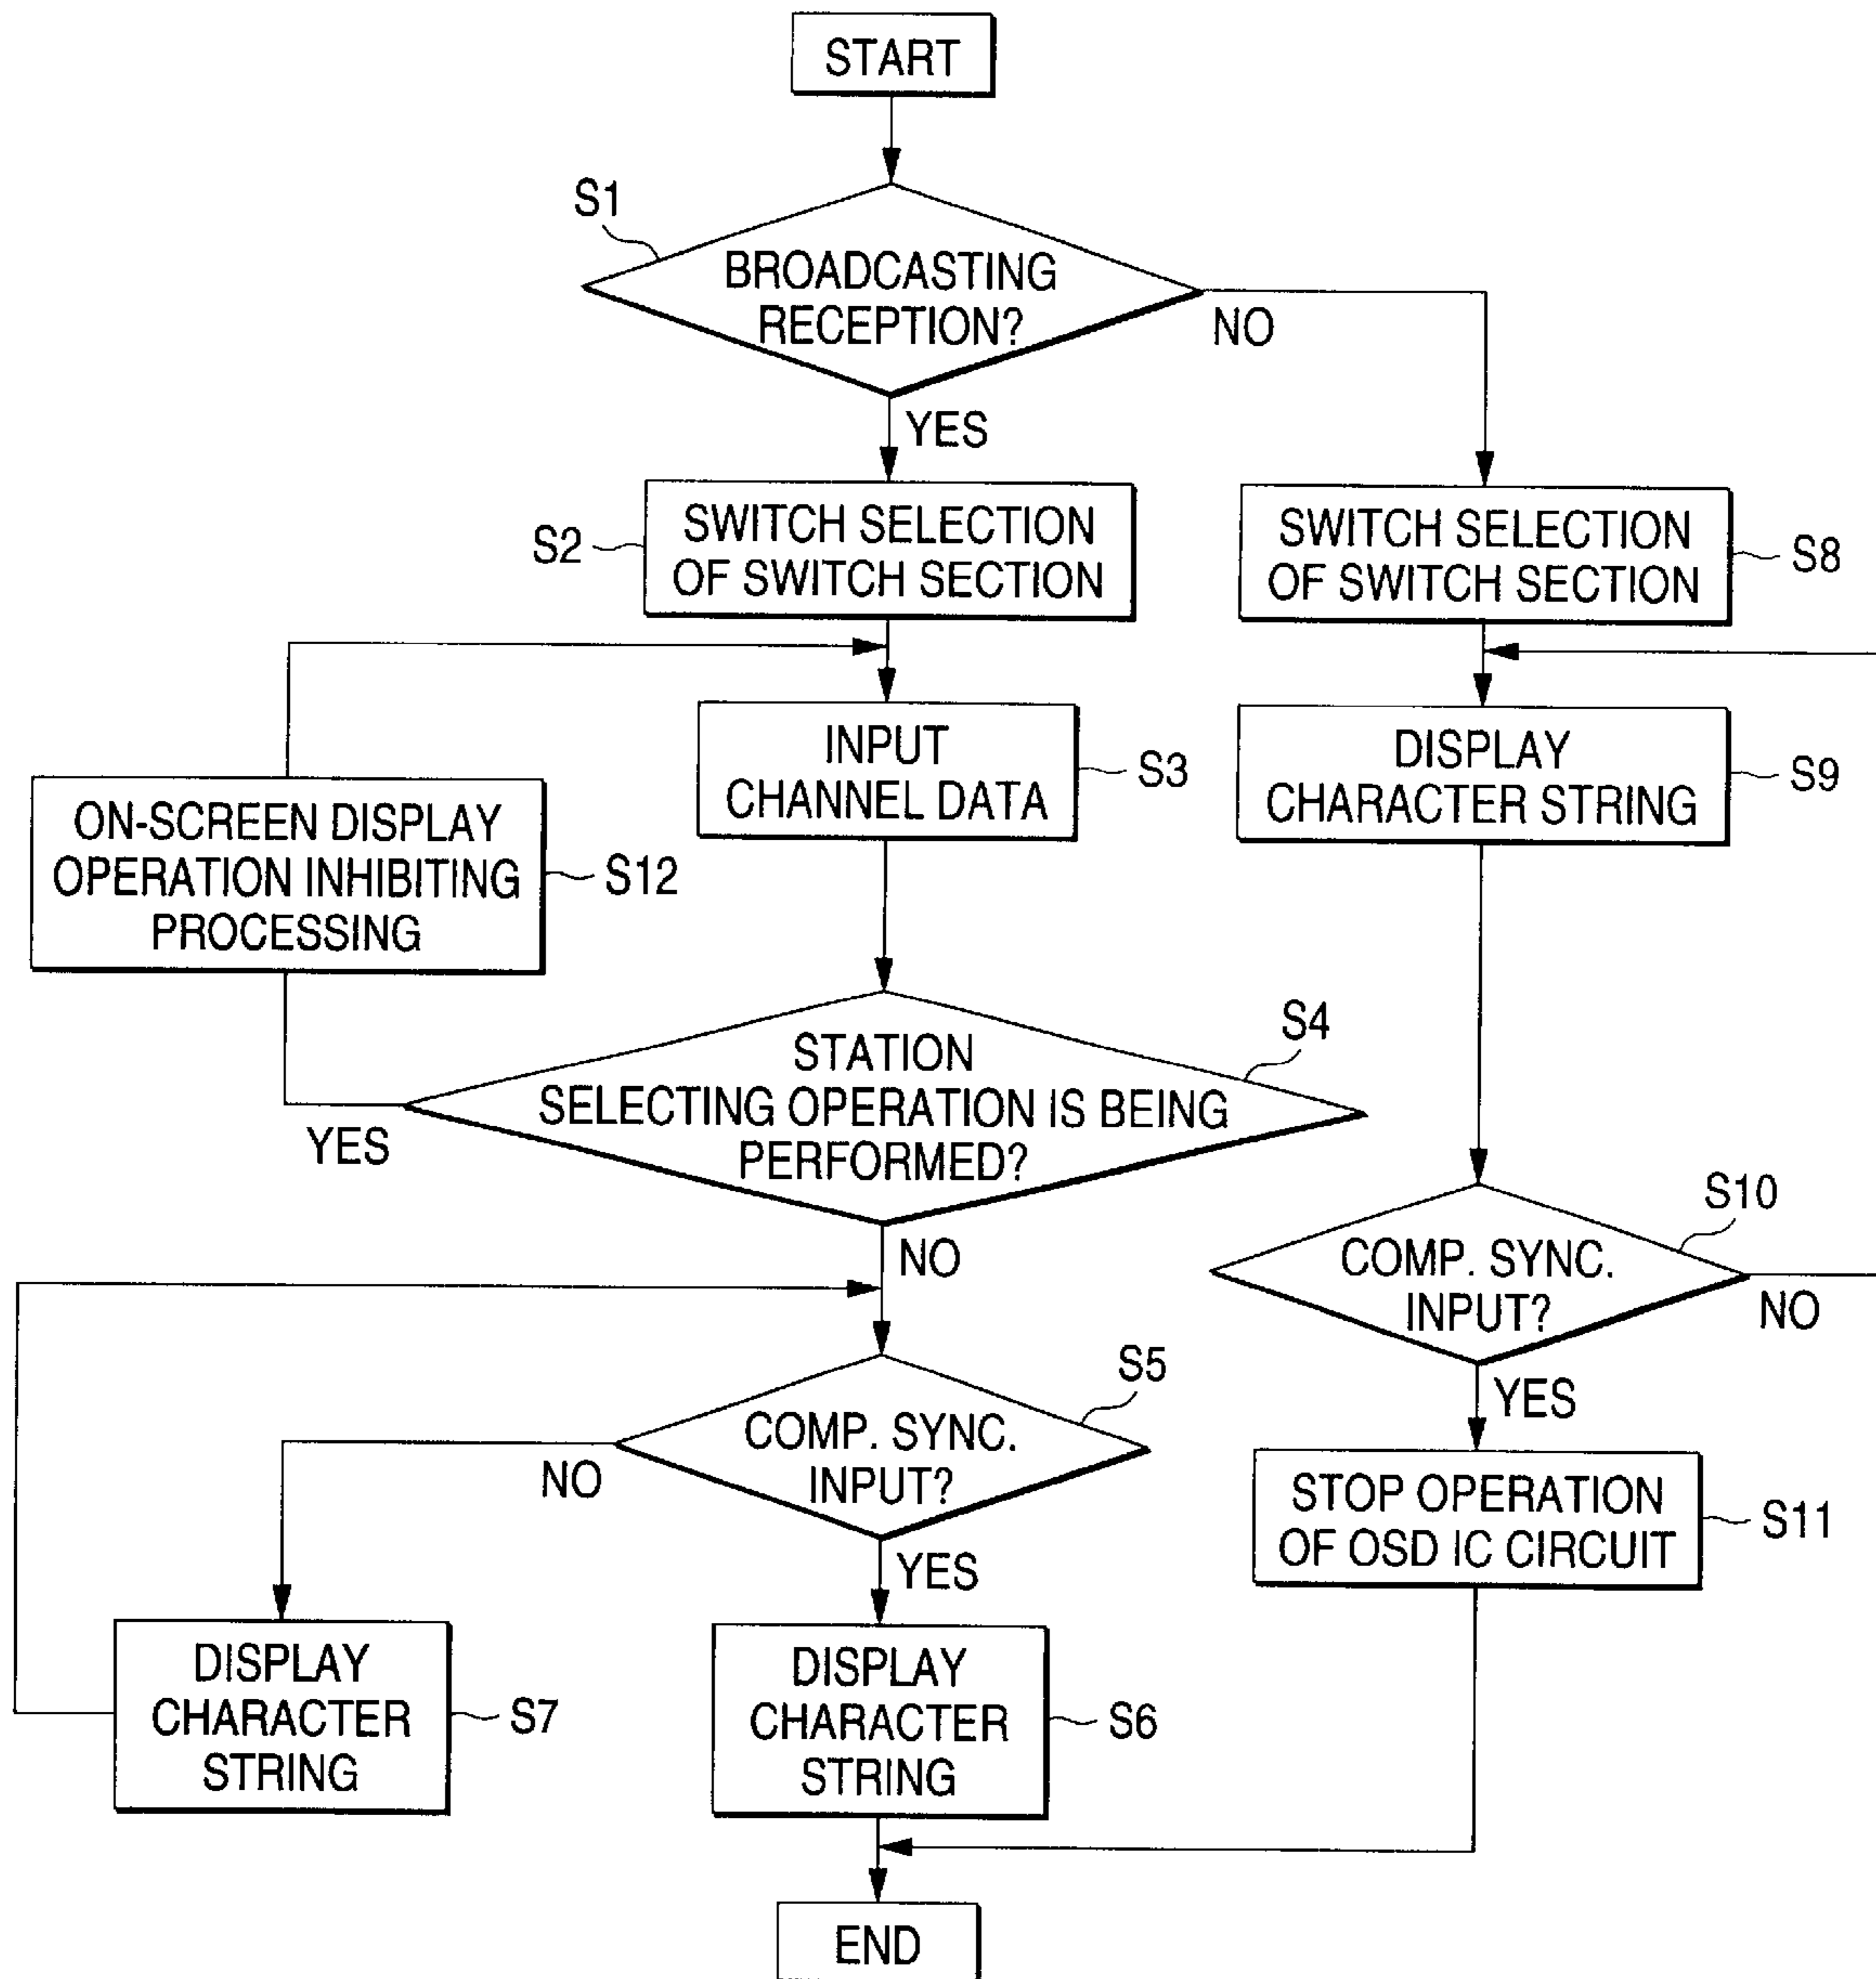 START
S1
BROADCASTING
RECEPTION?
NO
YES
S2
SWITCH SELECTION
OF SWITCH SECTION
SWITCH SELECTION
OF SWITCH SECTION
S8
INPUT
CHANNEL DATA
S3
DISPLAY
CHARACTER STRING
S9
ON-SCREEN DISPLAY
OPERATION INHIBITING
PROCESSING
S12
STATION
SELECTING OPERATION IS BEING
PERFORMED?
S4
YES
NO
S10
COMP. SYNC.
INPUT?
NO
YES
S5
COMP. SYNC.
INPUT?
NO
YES
STOP OPERATION
OF OSD IC CIRCUIT
S11
DISPLAY
CHARACTER
STRING
S7
DISPLAY
CHARACTER
STRING
S6
END